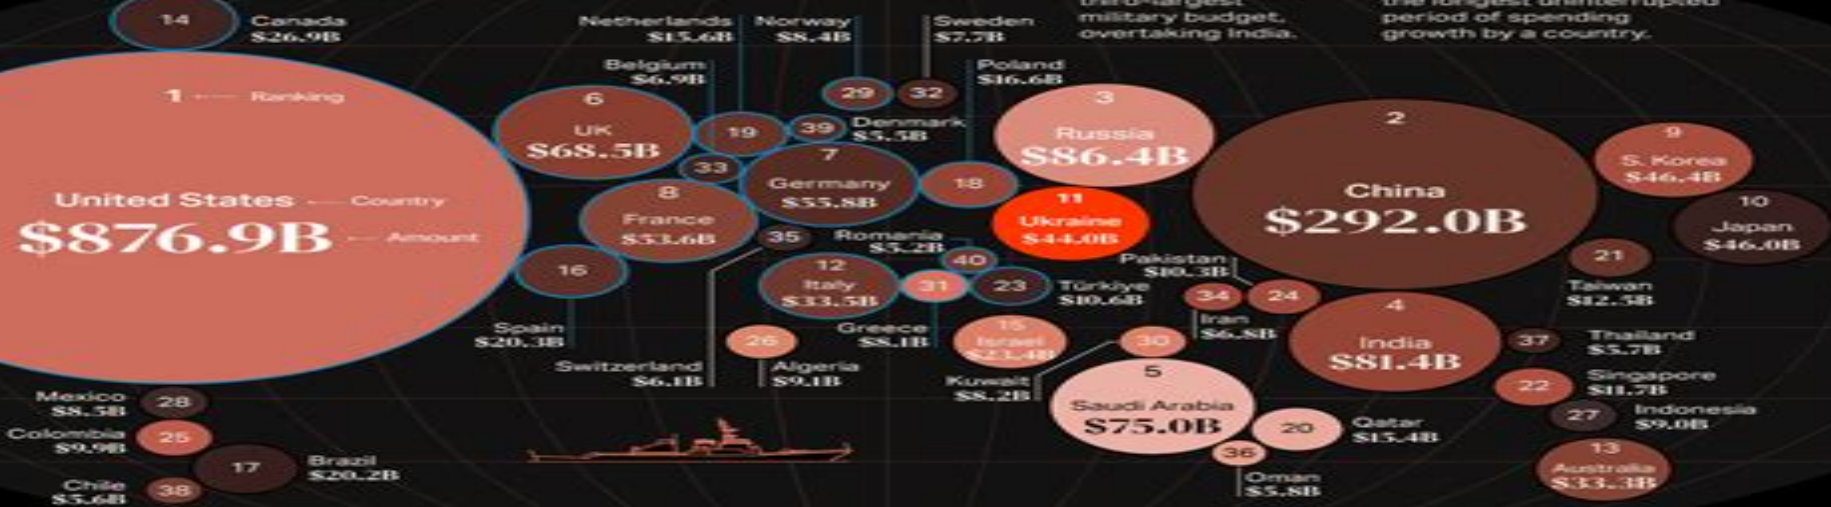 14
Canada
$26.9B
Netherlands
$15.6B
Norway
$8.4B
Sweden
$7.7B
third-largest
military budget,
overtaking India.
the longest uninterrupted
period of spending
growth by a country.
Belgium
$6.9B
Poland
$16.6B
1 Ranking
United States Country
$876.9B Amount
6
UK
$68.5B
19
39
29
32
Denmark
$5.5B
33
7
Germany
$55.8B
18
3
Russia
$86.4B
2
China
$292.0B
9
S. Korea
$46.4B
8
France
$53.6B
11
Ukraine
$44.0B
10
Japan
$46.0B
35
Romania
$5.2B
40
16
12
Italy
$33.5B
31
23
Türkiye
$10.6B
Pakistan
$10.3B
34
24
21
Taiwan
$12.5B
Iran
$6.8B
4
India
$81.4B
Spain
$20.3B
Switzerland
$6.1B
26
Algeria
$9.1B
Greece
$8.1B
15
Israel
$23.4B
30
Kuwait
$8.2B
37
Thailand
$5.7B
22
Singapore
$11.7B
27
Indonesia
$9.0B
5
Saudi Arabia
$75.0B
20
Qatar
$15.4B
36
Oman
$5.8B
13
Australia
$33.3B
Mexico
$8.5B
28
Colombia
$9.9B
25
17
Brazil
$20.2B
Chile
$5.6B
38